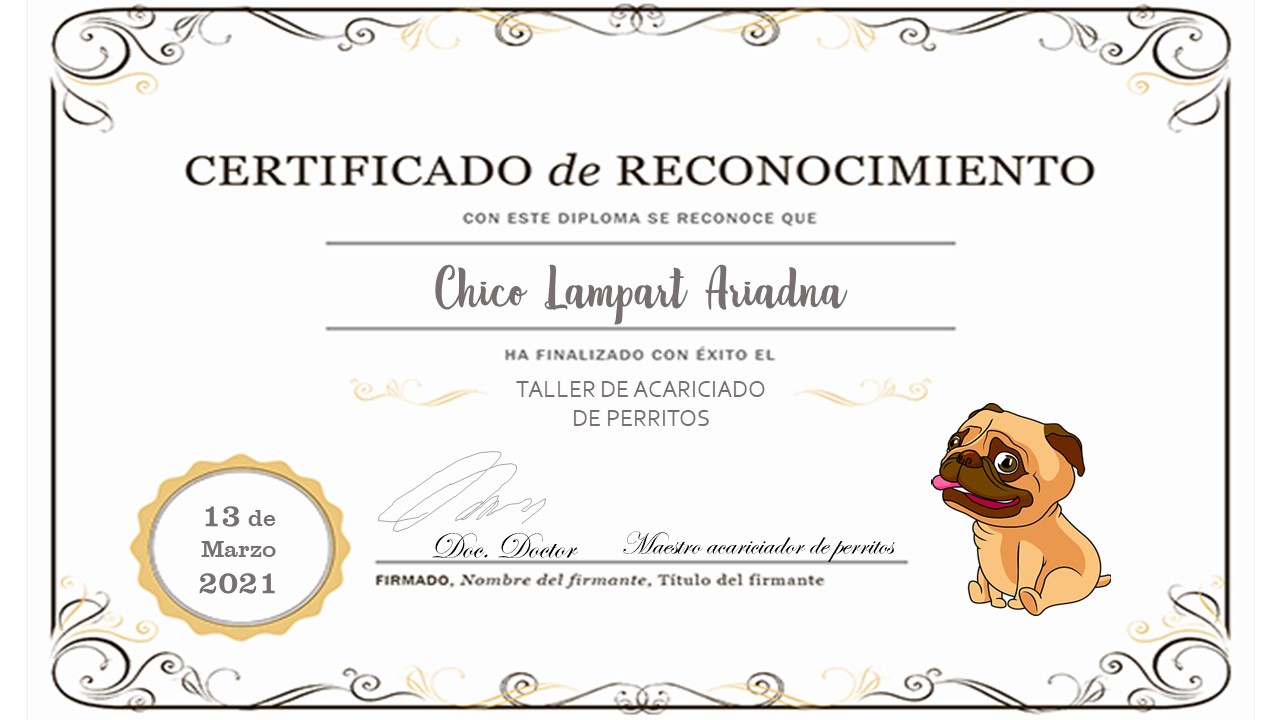 CERTIFICADO de RECONOCIMIENTO
CON ESTE DIPLOMA SE RECONOCE QUE
Chico Lampart Ariadna
HA FINALIZADO CON ÉXITO EL
TALLER DE ACARICIADO
DE PERRITOS
13 de
Marzo
2021
Doc. Doctor Maestro acariciador de perritos
FIRMADO, Nombre del firmante, Título del firmante